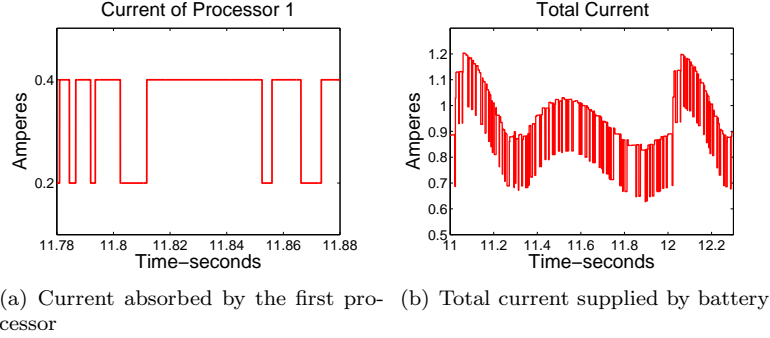 Current of Processor 1
Amperes
0.4
0.2
11.78
11.8
11.82
11.84
11.86
11.88
Time−seconds
(a) Current absorbed by the first pro-
cessor
Total Current
Amperes
1.2
1.1
1
0.9
0.8
0.7
0.6
0.5
11
11.2
11.4
11.6
11.8
12
12.2
Time−seconds
(b) Total current supplied by battery